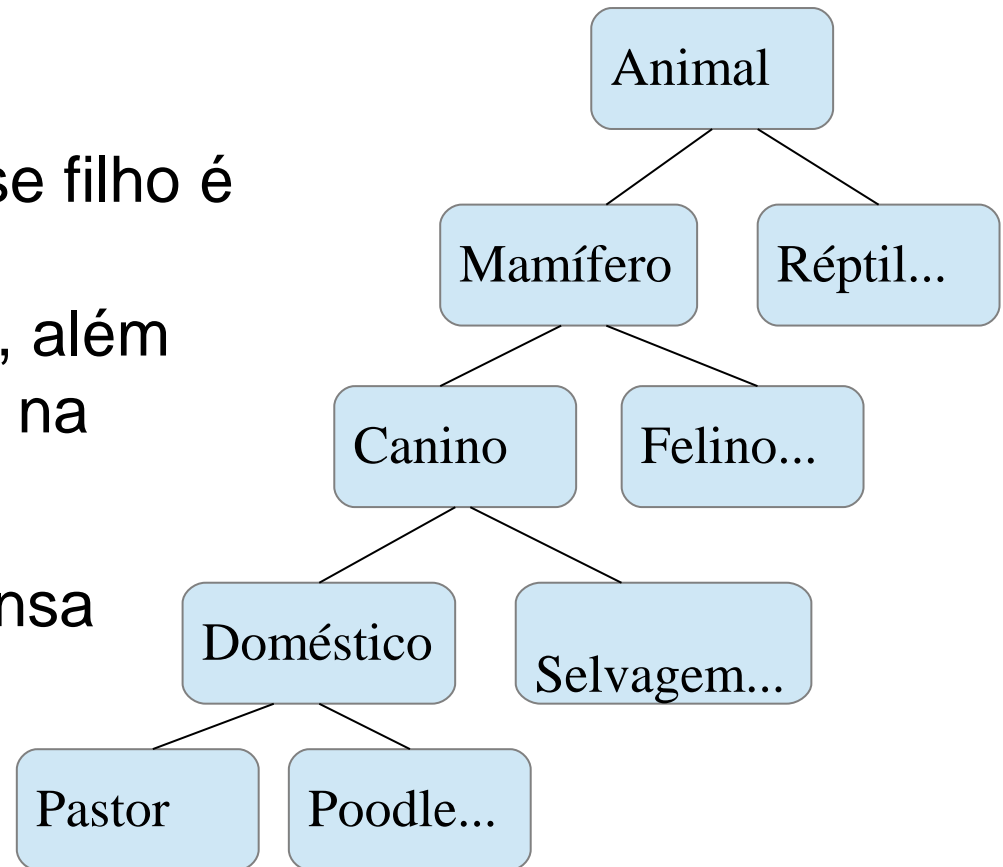 Animal
se filho é
Mamífero
Réptil...
, além
na
Canino
Felino...
nsa
Doméstico
Selvagem...
Pastor
Poodle...